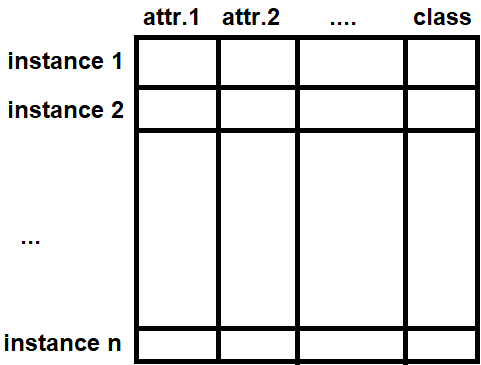 attr.1 attr.2 .... class
instance 1
instance 2
...
instance n